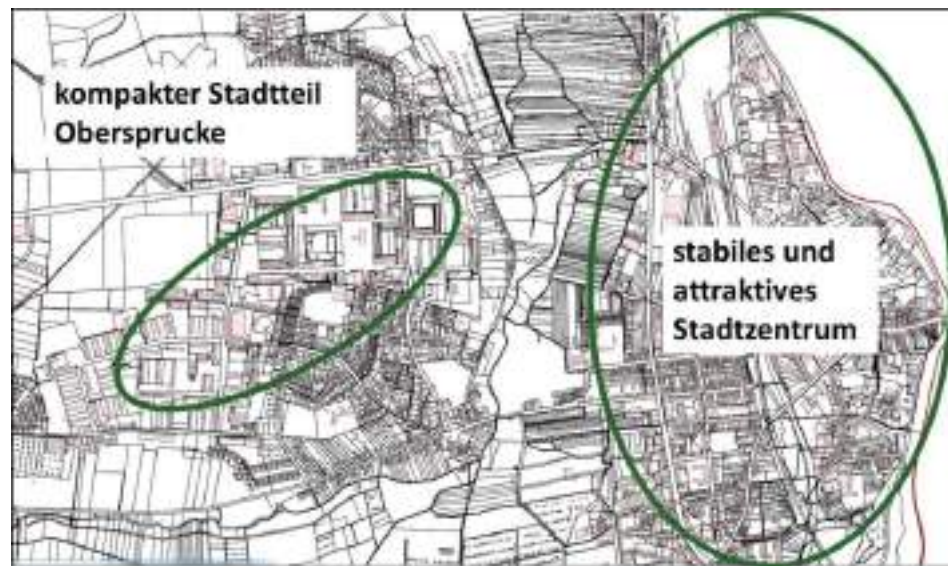 kompakter Stadtteil
Obersprucke
stabiles und
attraktives
Stadtzentrum